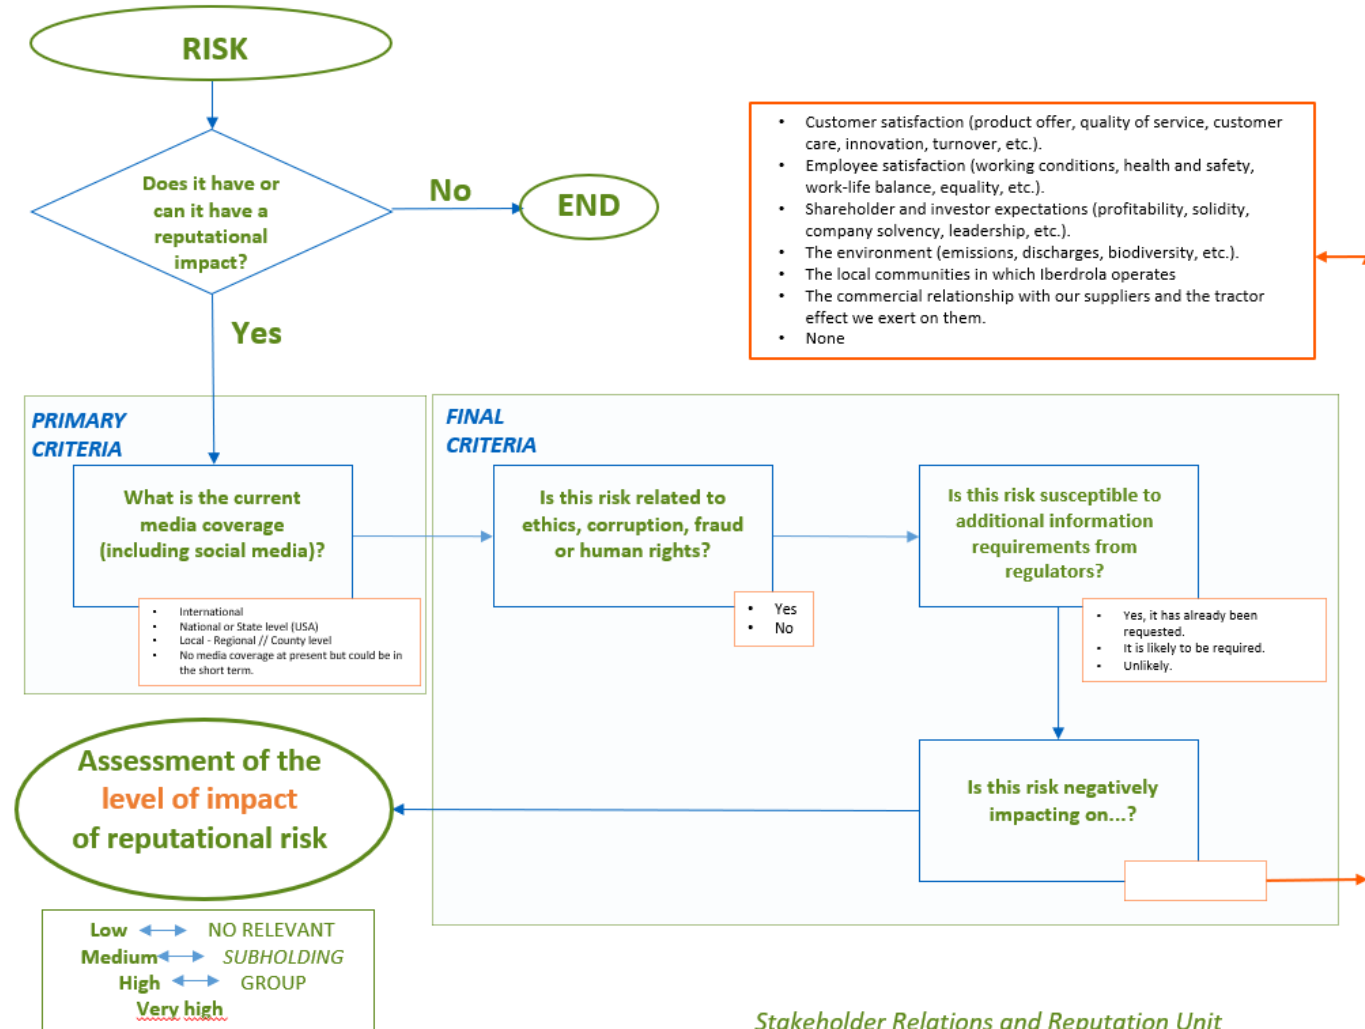 RISK
Does it have or
can it have a
reputational
impact?
No
END
Yes
• Customer satisfaction (product offer, quality of service, customer
care, innovation, turnover, etc.).
• Employee satisfaction (working conditions, health and safety,
work-life balance, equality, etc.).
• Shareholder and investor expectations (profitability, solidity,
company solvency, leadership, etc.).
• The environment (emissions, discharges, biodiversity, etc.).
• The local communities in which Iberdrola operates
• The commercial relationship with our suppliers and the tractor
effect we exert on them.
• None
PRIMARY
CRITERIA
What is the current
media coverage
(including social media)?
• International
• National or State level (USA)
• Local - Regional // County level
• No media coverage at present but could be in
the short term.
FINAL
CRITERIA
Is this risk related to
ethics, corruption, fraud
or human rights?
• Yes
• No
Is this risk susceptible to
additional information
requirements from
regulators?
• Yes, it has already been
requested.
• It is likely to be required.
• Unlikely.
Is this risk negatively
impacting on...?
Assessment of the
level of impact
of reputational risk
Low NO RELEVANT
Medium SUBHOLDING
High GROUP
Very high
Stakeholder Relations and Reputation Unit